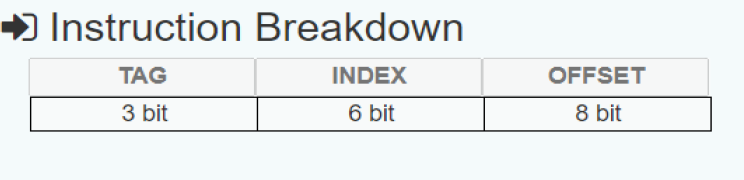 Instruction Breakdown
TAG INDEX OFFSET
3 bit 6 bit 8 bit